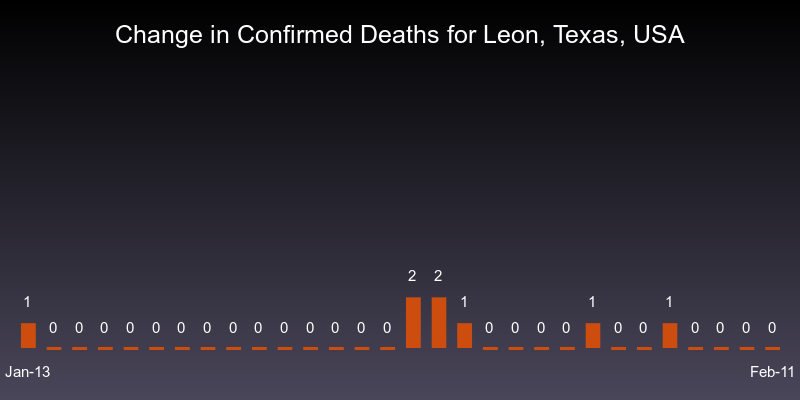 Change in Confirmed Deaths for Leon, Texas, USA
2 2
1 1 1 1
0 0 0 0 0 0 0 0 0 0 0 0 0 0 0 0 0 0 0 0 0 0 0 0
Jan-13 Feb-11